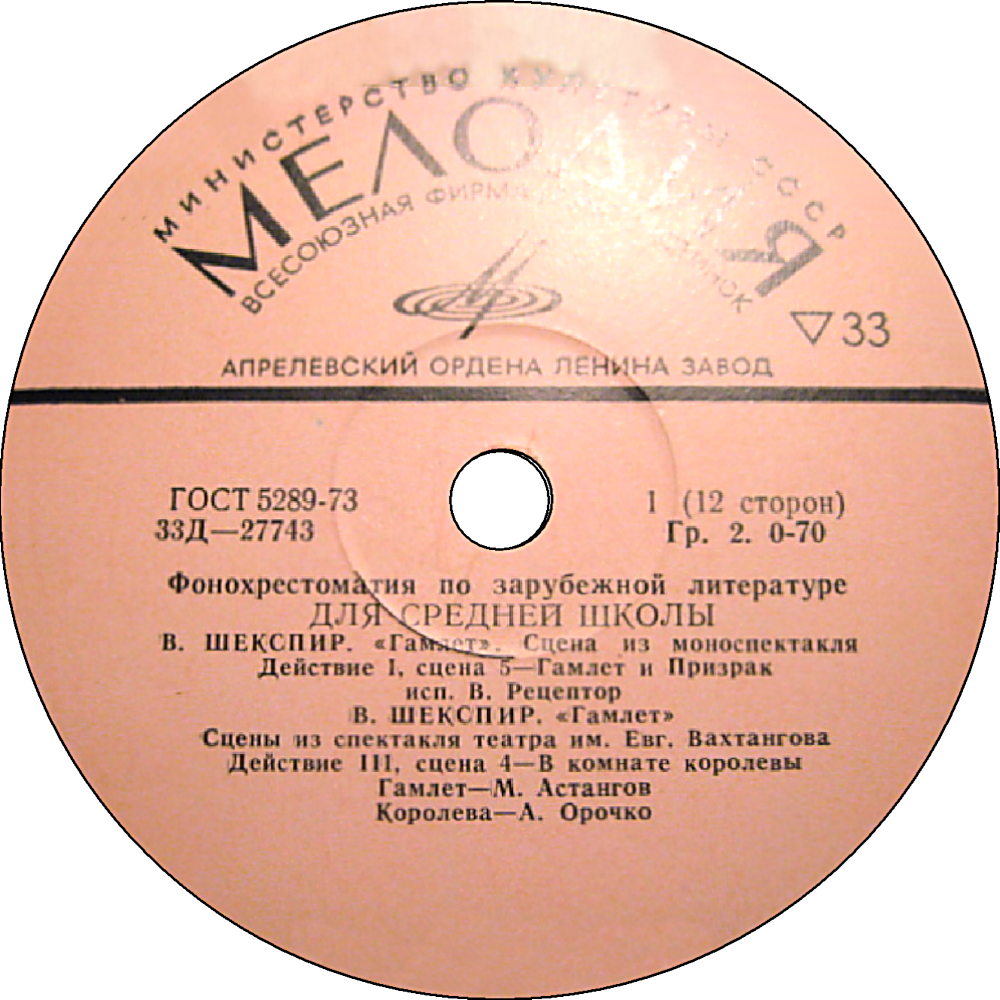 МИНИСТЕРСТВО КУЛЬТУРЫ СССР
МЕЛОДИЯ
ВСЕСОЮЗНАЯ ФИРМА
▽33
АПРЕЛЕВСКИЙ ОРДЕНА ЛЕНИНА ЗАВОД
ГОСТ 5289-73
33Д—27743
1 (12 сторон)
Гр. 2. 0-70
Фонохрестоматия по зарубежной литературе
ДЛЯ СРЕДНЕЙ ШКОЛЫ
В. ШЕКСПИР. «Гамлет». Сцена из моноспектакля
Действие I, сцена 5—Гамлет и Призрак
исп. В. Рецептор
В. ШЕКСПИР. «Гамлет»
Сцены из спектакля театра им. Евг. Вахтангова
Действие III, сцена 4—В комнате королевы
Гамлет—М. Астангов
Королева—А. Орочко